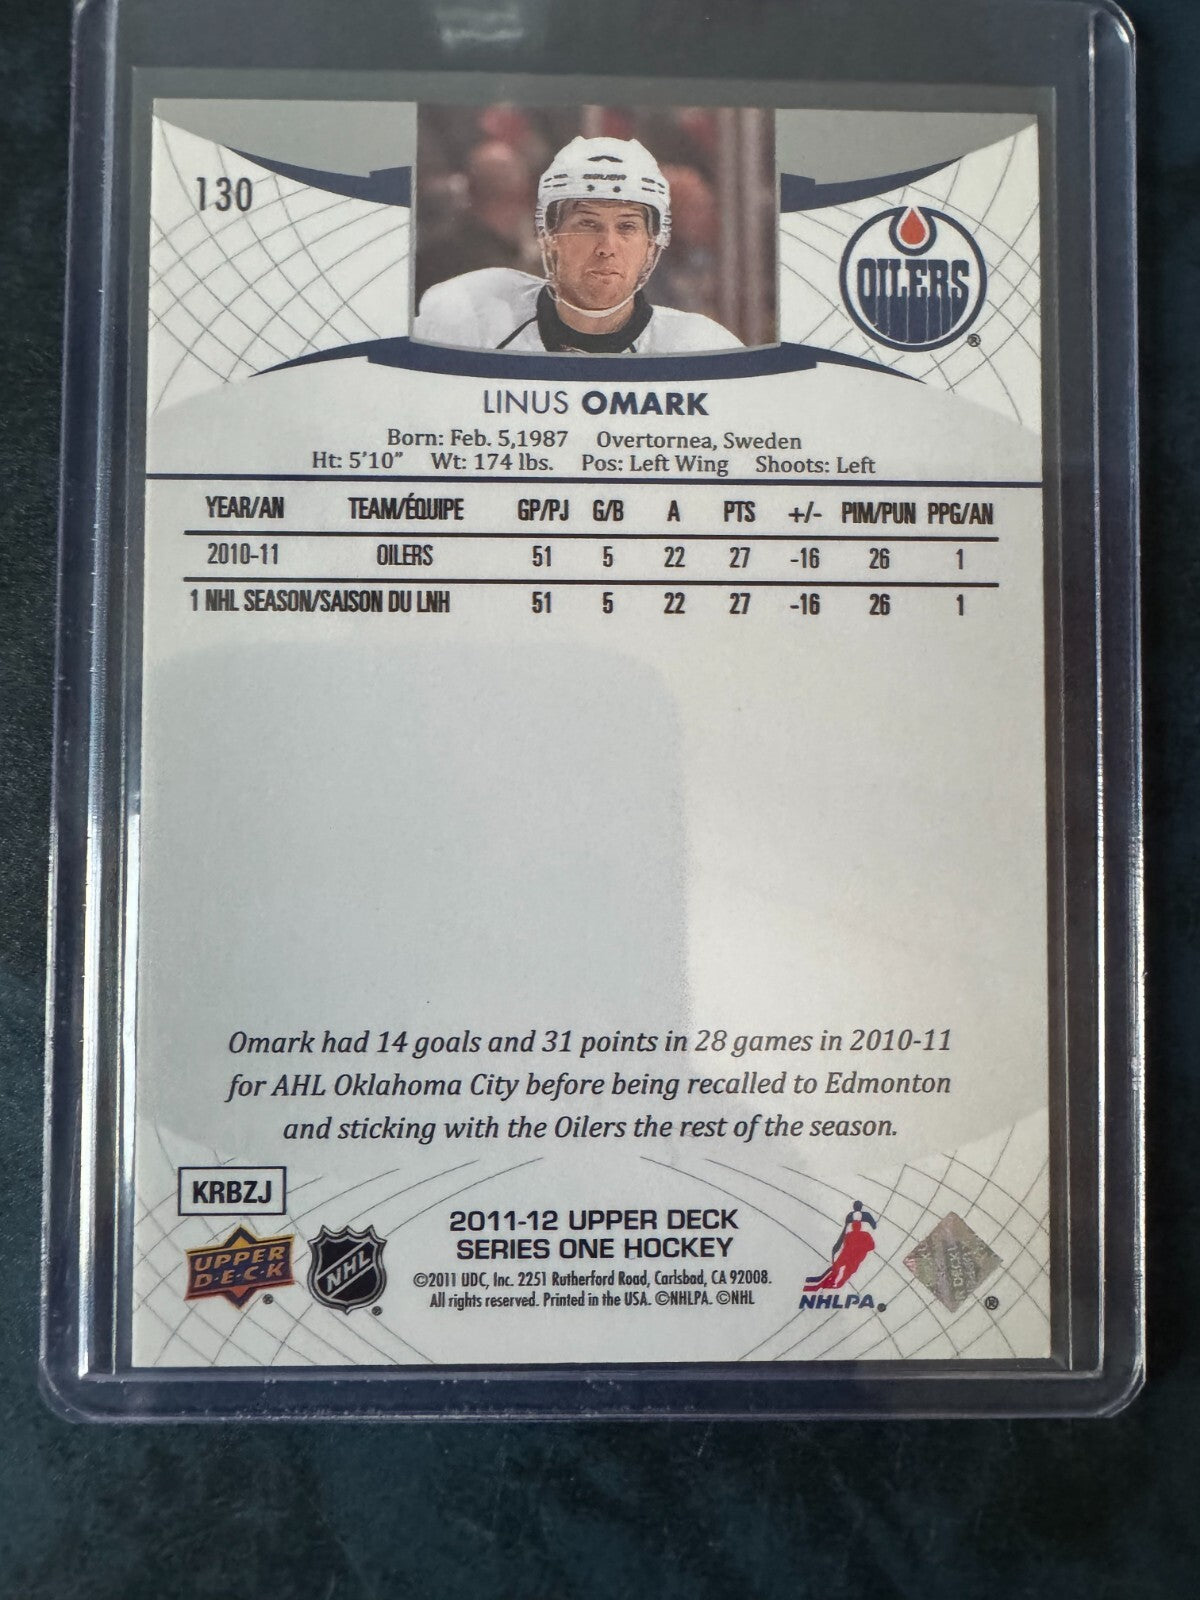 130
BAUER
OILERS
®
LINUS OMARK
Born: Feb. 5,1987 Overtornea, Sweden
Ht: 5'10" Wt: 174 lbs. Pos: Left Wing Shoots: Left
YEAR/AN TEAM/ÉQUIPE GP/PJ G/B A PTS +/- PIM/PUN PPG/AN
2010-11 OILERS 51 5 22 27 -16 26 1
1 NHL SEASON/SAISON DU LNH 51 5 22 27 -16 26 1
Omark had 14 goals and 31 points in 28 games in 2010-11
for AHL Oklahoma City before being recalled to Edmonton
and sticking with the Oilers the rest of the season.
KRBZJ
UPPER
D·E·C·K
®
NHL
®
2011-12 UPPER DECK
SERIES ONE HOCKEY
©2011 UDC, Inc. 2251 Rutherford Road, Carlsbad, CA 92008.
All rights reserved. Printed in the USA. ©NHLPA. ©NHL
NHLPA®
®